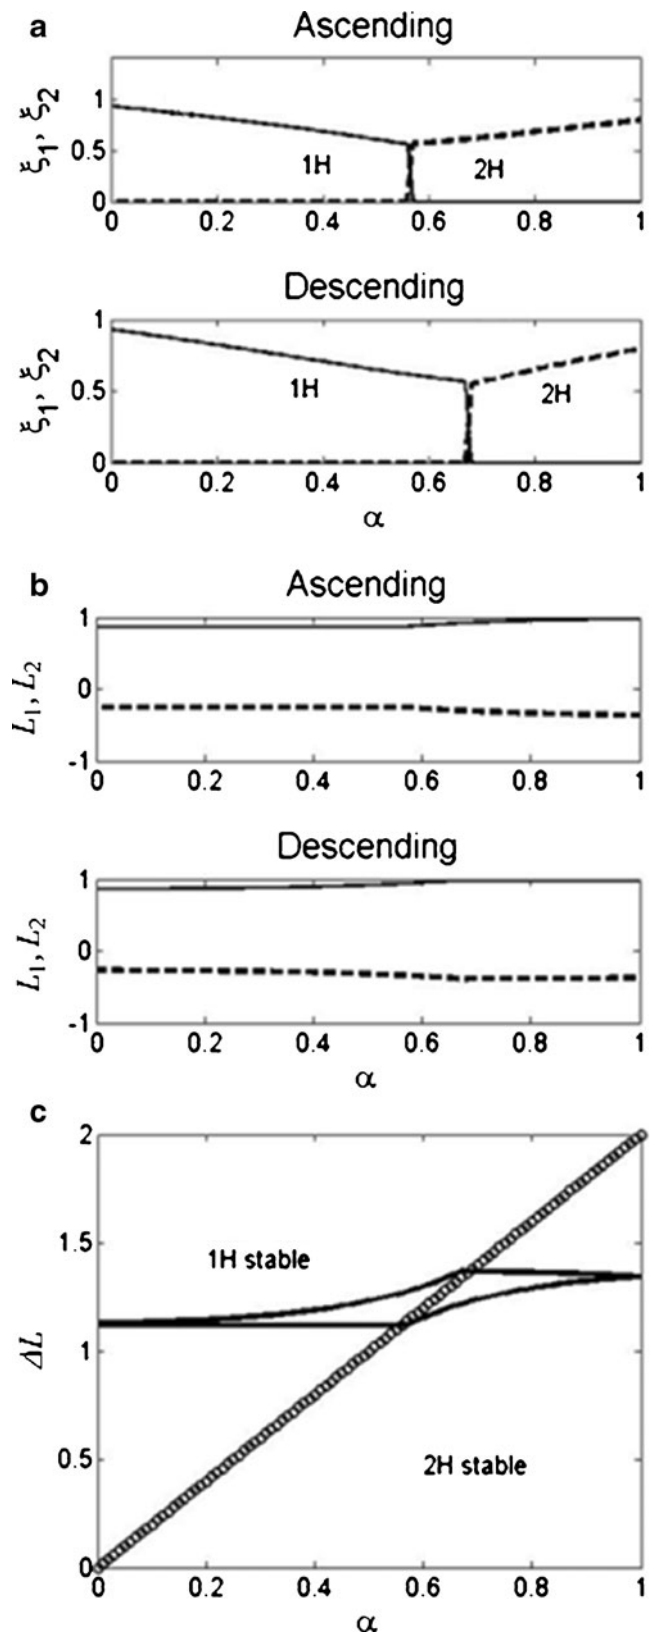 a
Ascending
ξ1, ξ2
1
0.5
0
1H
2H
0 0.2 0.4 0.6 0.8 1
Descending
ξ1, ξ2
1
0.5
0
1H
2H
0 0.2 0.4 0.6 0.8 1
α
b
Ascending
L1, L2
1
0
-1
0 0.2 0.4 0.6 0.8 1
Descending
L1, L2
1
0
-1
0 0.2 0.4 0.6 0.8 1
α
c
ΔL
2
1.5
1
0.5
0
1H stable
2H stable
0 0.2 0.4 0.6 0.8 1
α